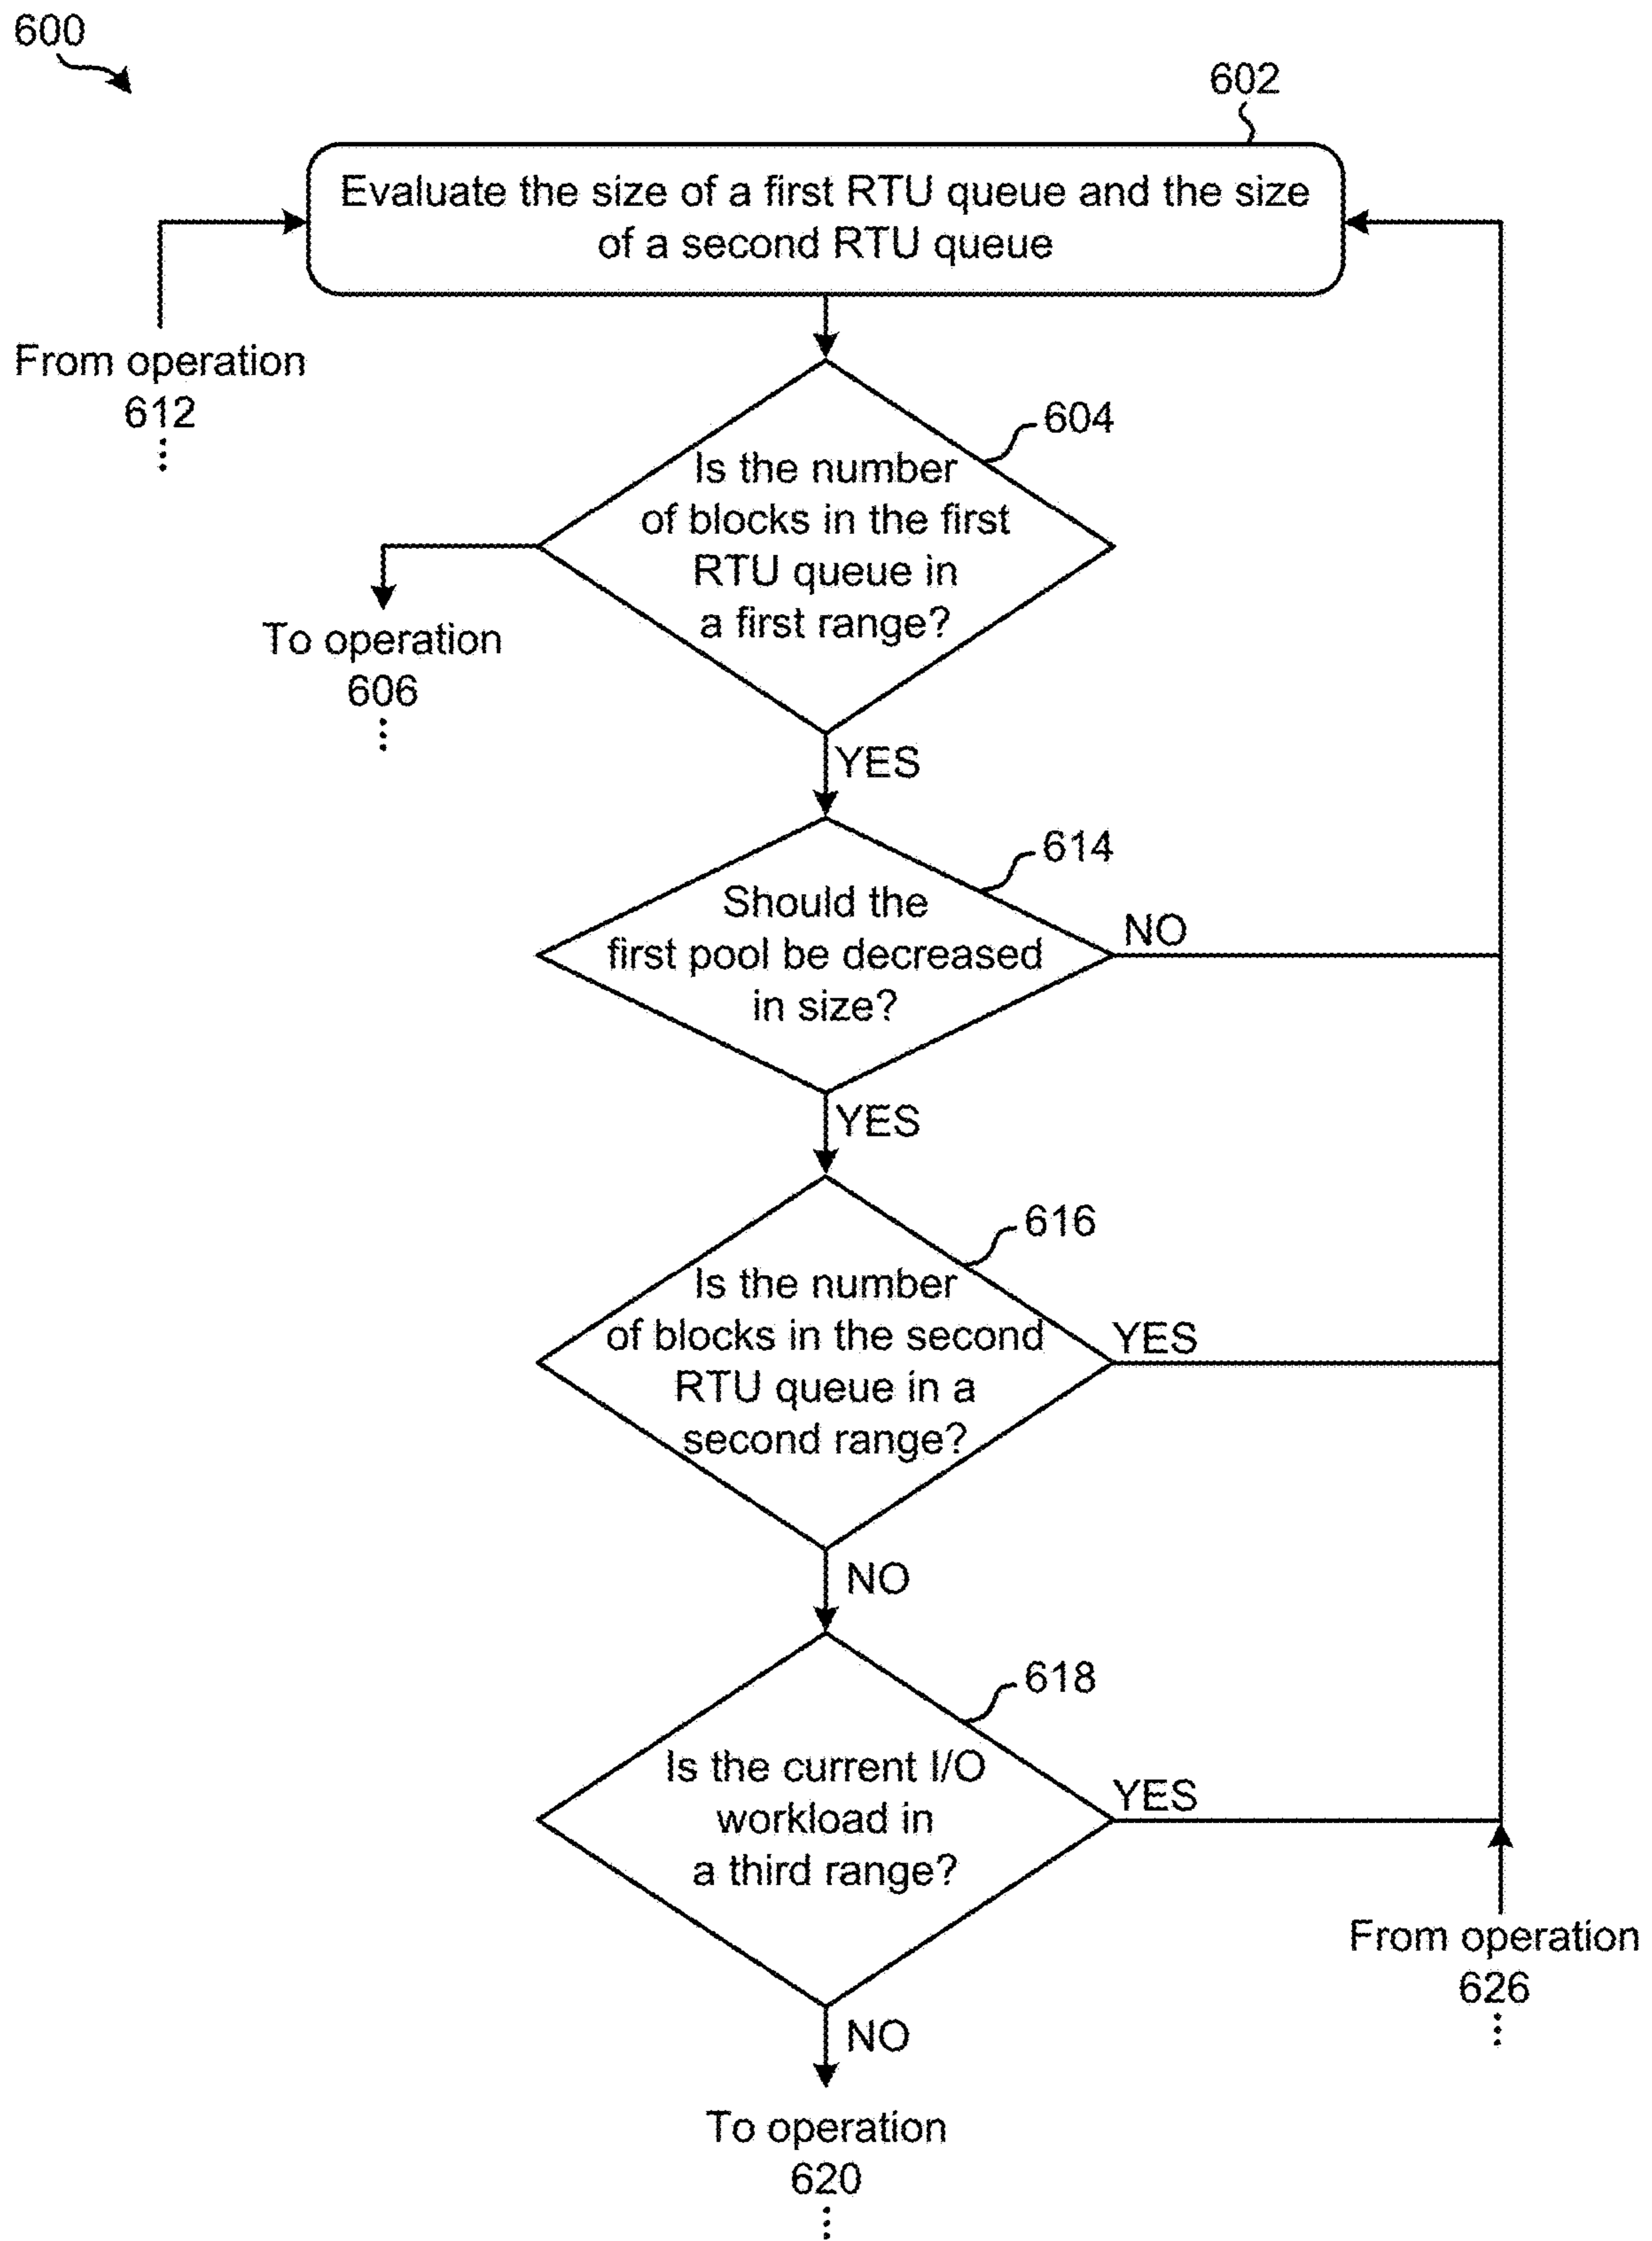 600
602
Evaluate the size of a first RTU queue and the size
of a second RTU queue
From operation
612
⋮
604
Is the number
of blocks in the first
RTU queue in
a first range?
To operation
606
⋮
YES
614
Should the
first pool be decreased
in size?
NO
YES
616
Is the number
of blocks in the second
RTU queue in a
second range?
YES
NO
618
Is the current I/O
workload in
a third range?
YES
From operation
626
⋮
NO
To operation
620
⋮